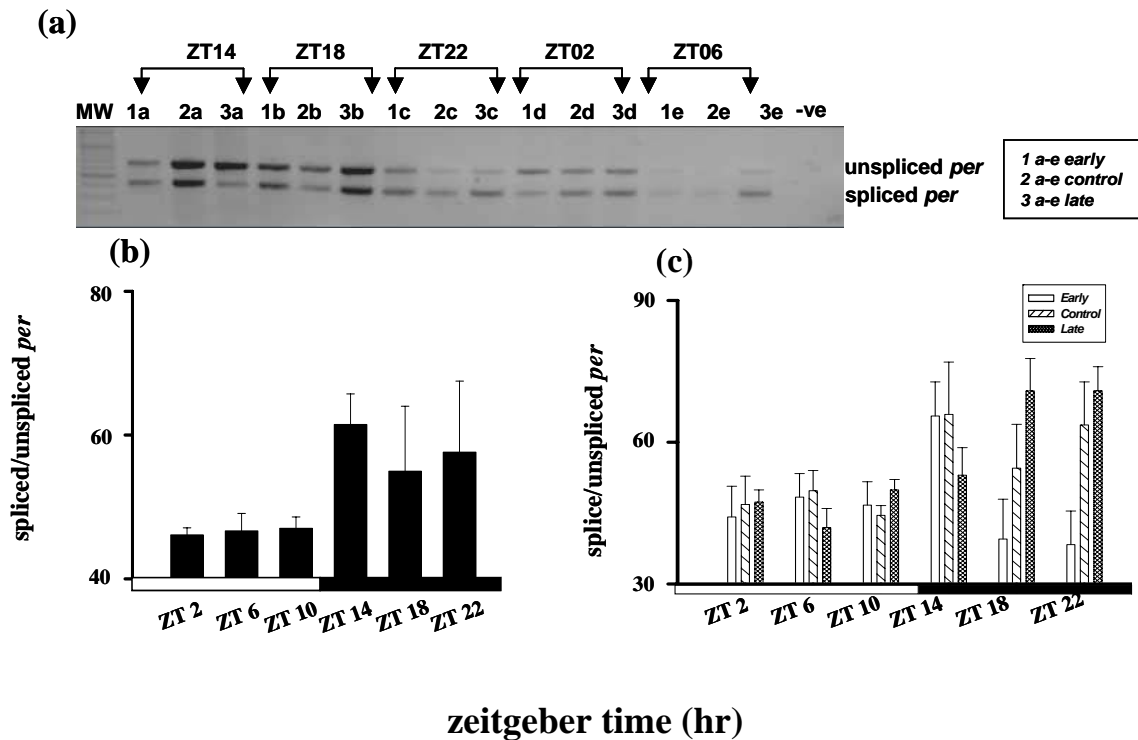 (a)
ZT14 ZT18 ZT22 ZT02 ZT06
MW 1a 2a 3a 1b 2b 3b 1c 2c 3c 1d 2d 3d 1e 2e 3e -ve
unspliced per
spliced per
1 a-e early
2 a-e control
3 a-e late
(b)
80
60
40
spliced/unspliced per
ZT 2 ZT 6 ZT 10 ZT 14 ZT 18 ZT 22
(c)
Early
Control
Late
90
60
30
splice/unspliced per
ZT 2 ZT 6 ZT 10 ZT 14 ZT 18 ZT 22
zeitgeber time (hr)